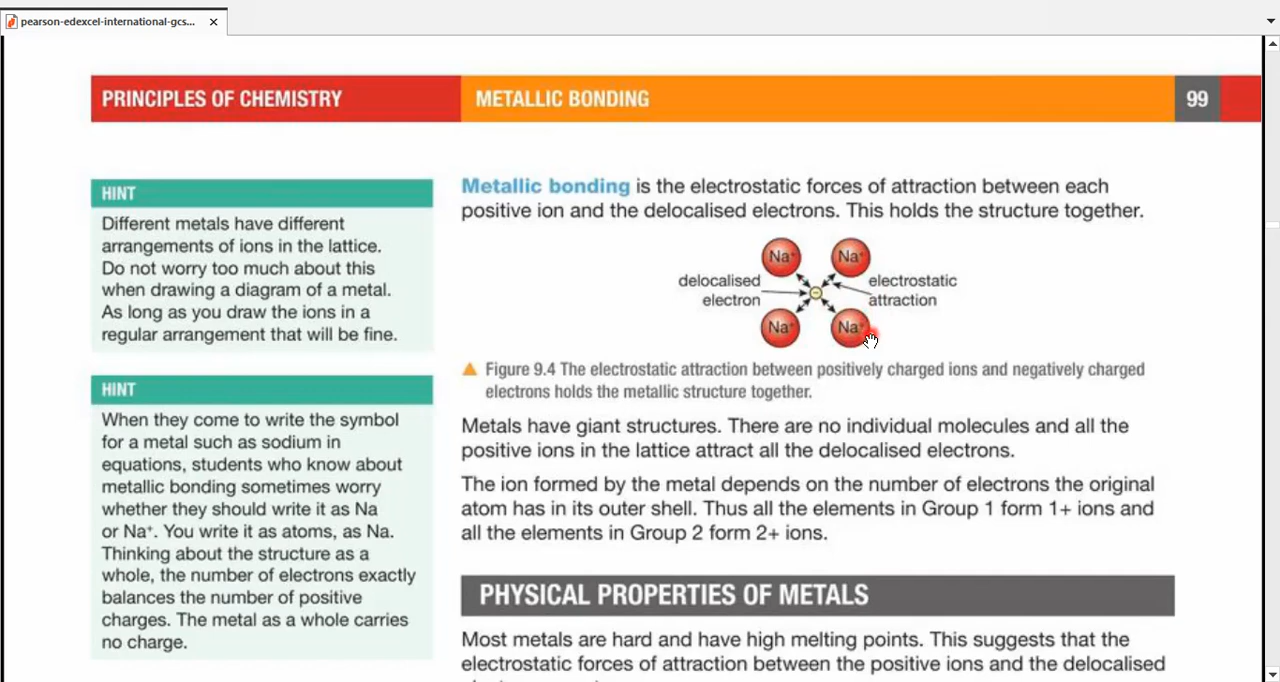 pearson-edexcel-international-gcs...
PRINCIPLES OF CHEMISTRY
METALLIC BONDING
99
HINT
Different metals have different
arrangements of ions in the lattice.
Do not worry too much about this
when drawing a diagram of a metal.
As long as you draw the ions in a
regular arrangement that will be fine.
HINT
When they come to write the symbol
for a metal such as sodium in
equations, students who know about
metallic bonding sometimes worry
whether they should write it as Na
or Na⁺. You write it as atoms, as Na.
Thinking about the structure as a
whole, the number of electrons exactly
balances the number of positive
charges. The metal as a whole carries
no charge.
Metallic bonding is the electrostatic forces of attraction between each
positive ion and the delocalised electrons. This holds the structure together.
Na⁺ Na⁺
delocalised
electron
−
electrostatic
attraction
Na⁺ Na⁺
Figure 9.4 The electrostatic attraction between positively charged ions and negatively charged
electrons holds the metallic structure together.
Metals have giant structures. There are no individual molecules and all the
positive ions in the lattice attract all the delocalised electrons.
The ion formed by the metal depends on the number of electrons the original
atom has in its outer shell. Thus all the elements in Group 1 form 1+ ions and
all the elements in Group 2 form 2+ ions.
PHYSICAL PROPERTIES OF METALS
Most metals are hard and have high melting points. This suggests that the
electrostatic forces of attraction between the positive ions and the delocalised